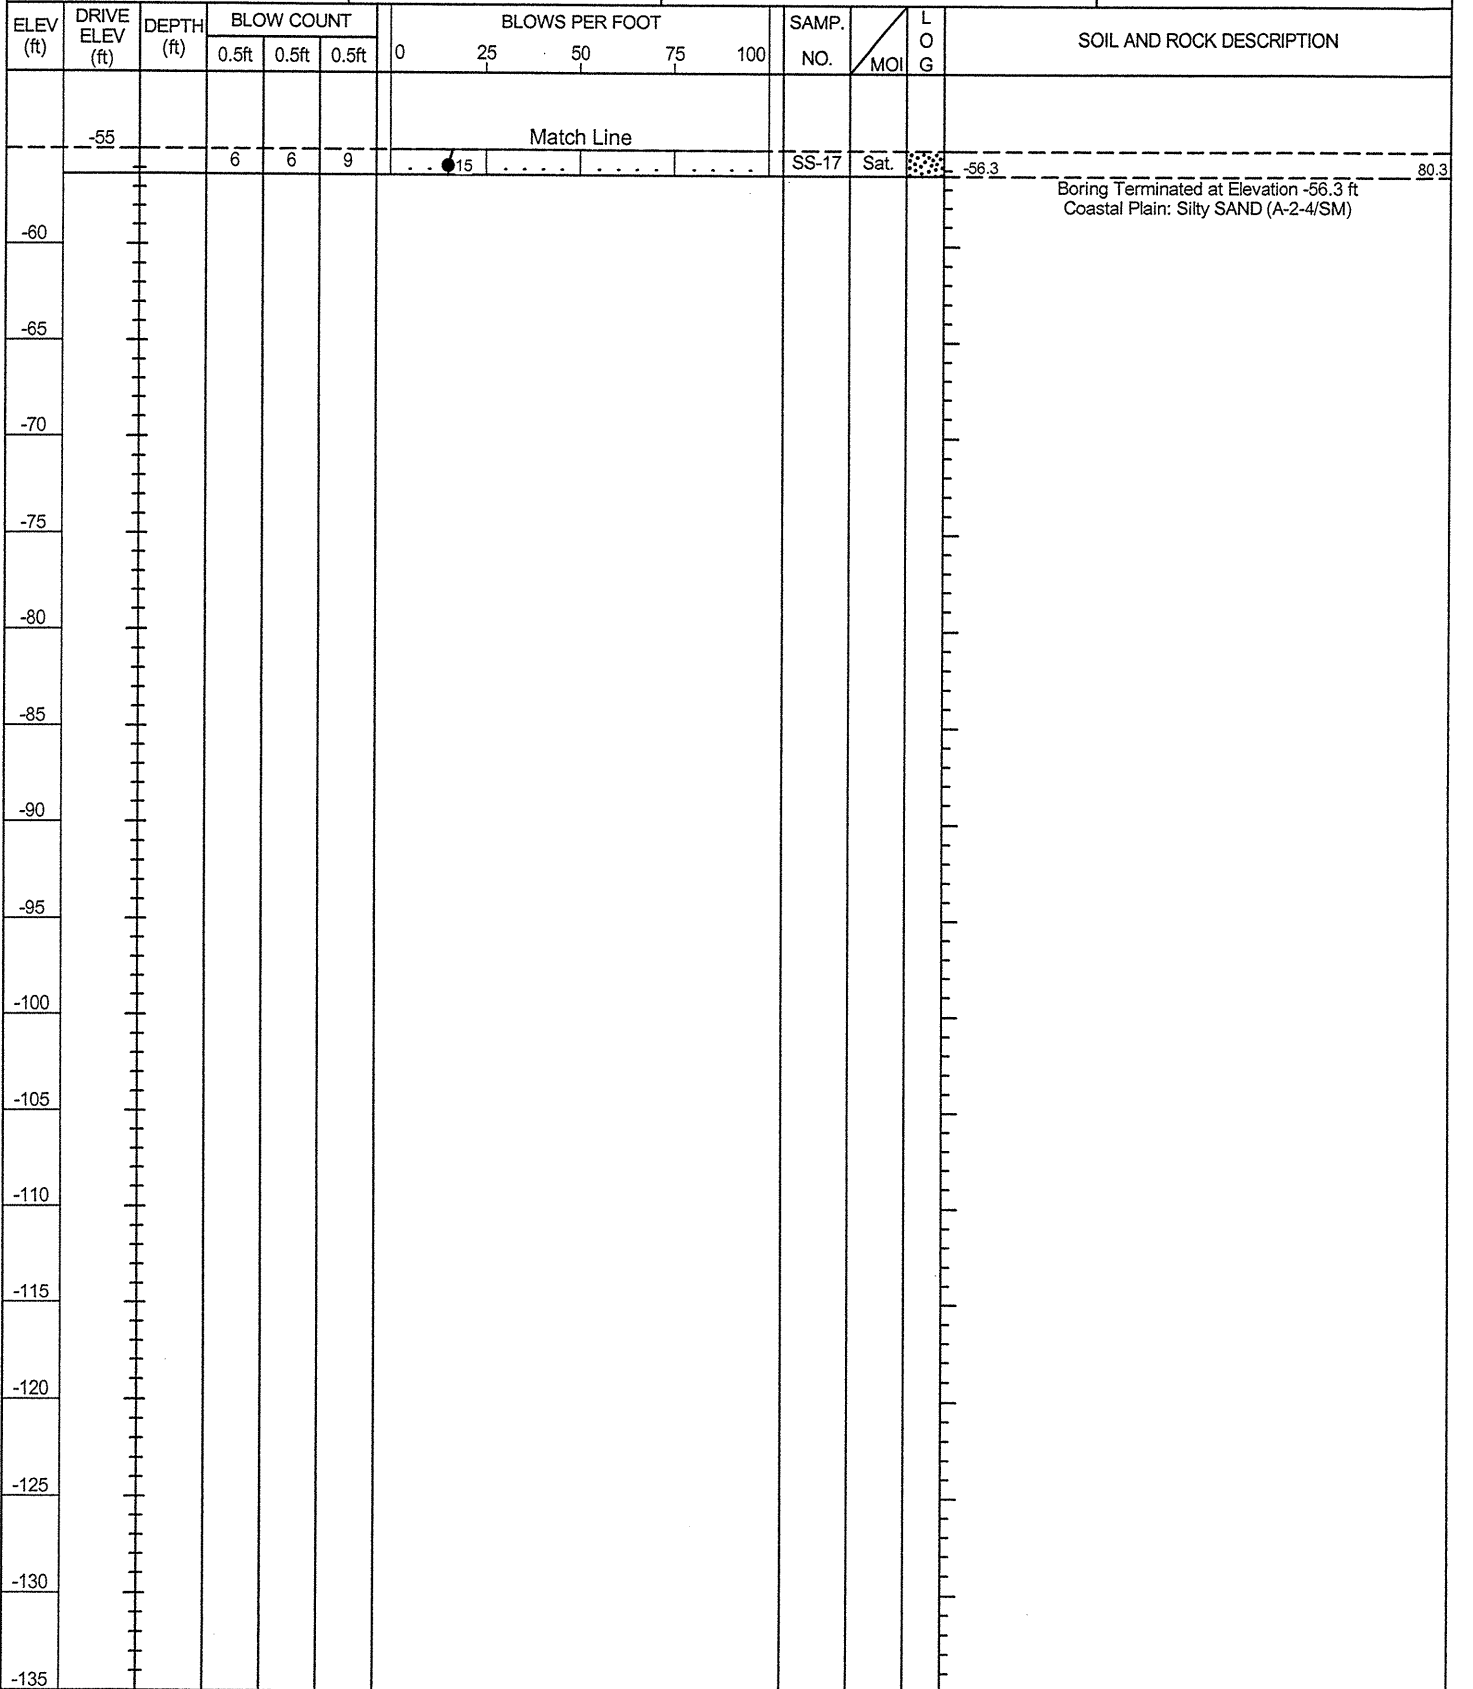 ELEV (ft) DRIVE ELEV (ft) DEPTH (ft) BLOW COUNT BLOWS PER FOOT SAMP. NO. MOI LOG SOIL AND ROCK DESCRIPTION
0.5ft 0.5ft 0.5ft 0 25 50 75 100
-55 Match Line
6 6 9 15 SS-17 Sat. -56.3 80.3
Boring Terminated at Elevation -56.3 ft
Coastal Plain: Silty SAND (A-2-4/SM)
-60
-65
-70
-75
-80
-85
-90
-95
-100
-105
-110
-115
-120
-125
-130
-135